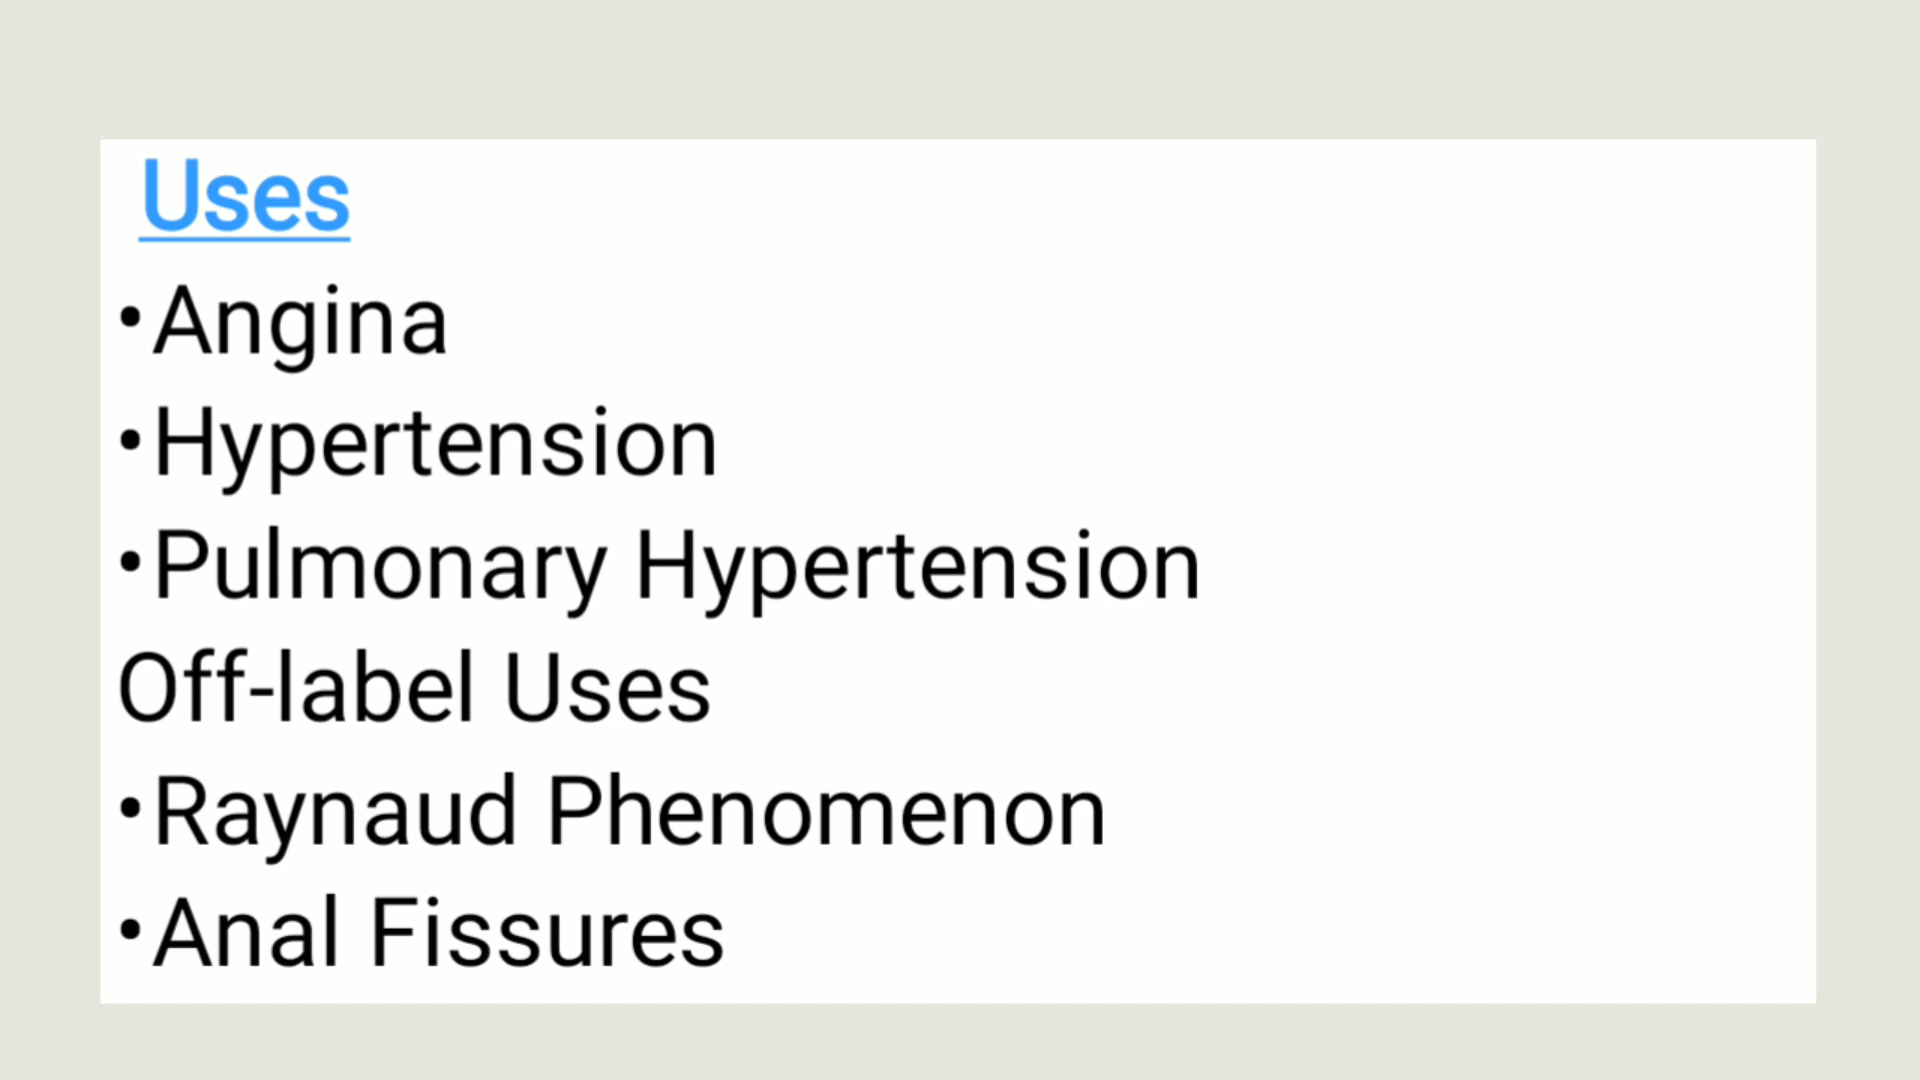 Uses
•Angina
•Hypertension
•Pulmonary Hypertension
Off-label Uses
•Raynaud Phenomenon
•Anal Fissures